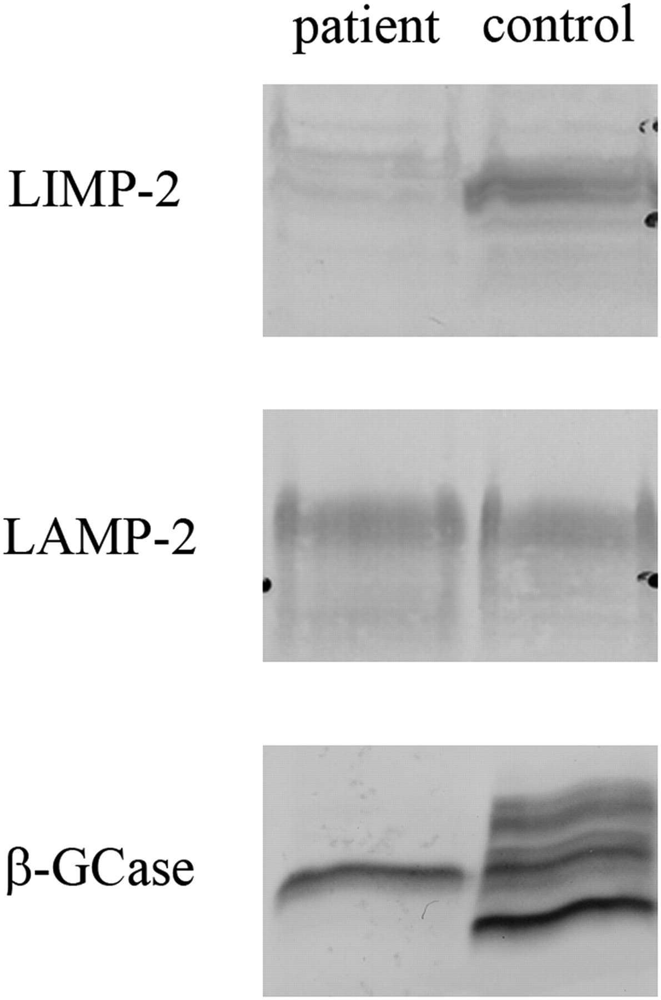 patient control
LIMP-2
LAMP-2
β-GCase